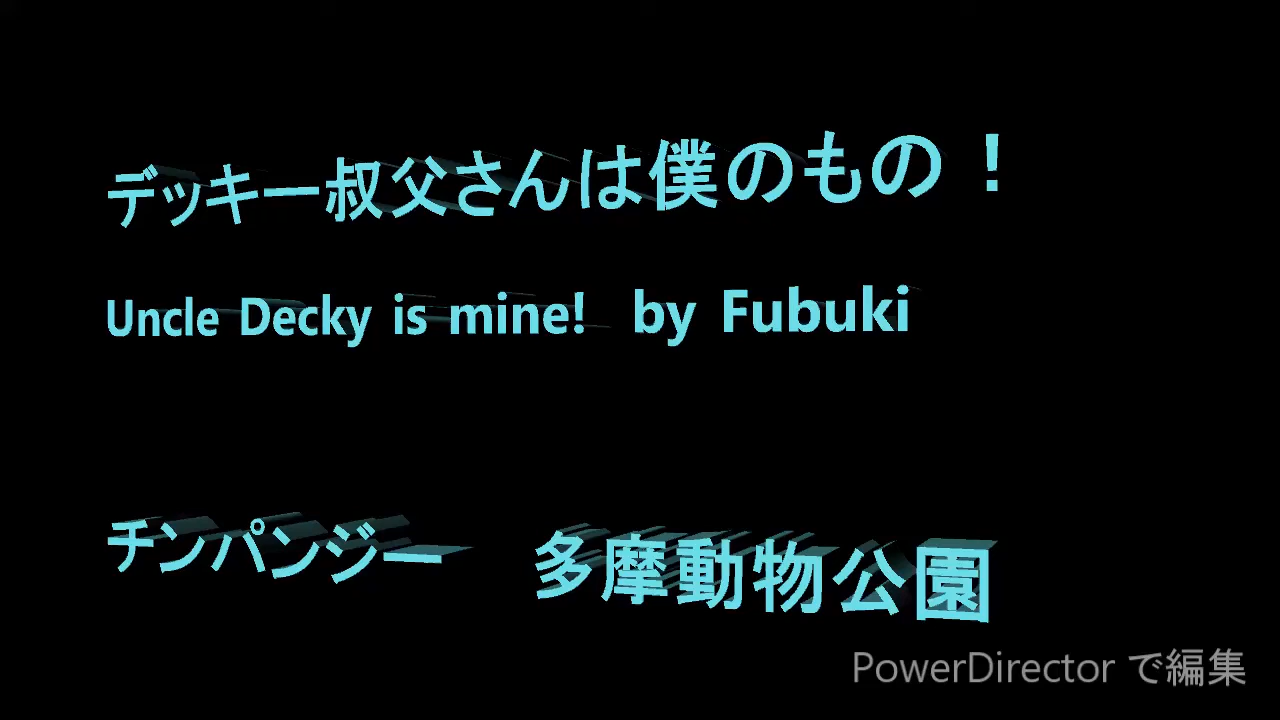 デッキー叔父さんは僕のもの！
Uncle Decky is mine! by Fubuki
チンパンジー　多摩動物公園
PowerDirector で編集